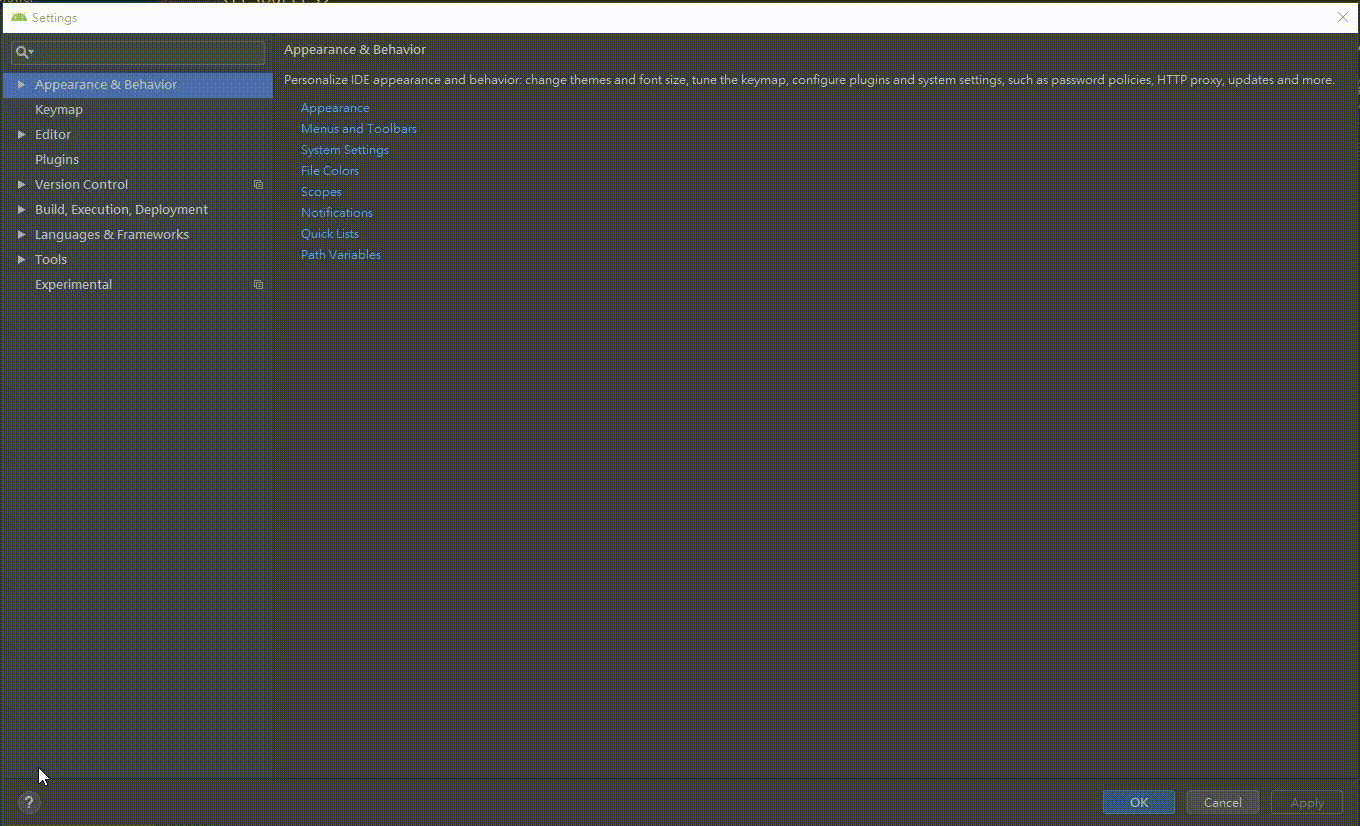 Settings
Appearance & Behavior
Keymap
Editor
Plugins
Version Control
Build, Execution, Deployment
Languages & Frameworks
Tools
Experimental
Appearance & Behavior
Personalize IDE appearance and behavior: change themes and font size, tune the keymap, configure plugins and system settings, such as password policies, HTTP proxy, updates and more.
Appearance
Menus and Toolbars
System Settings
File Colors
Scopes
Notifications
Quick Lists
Path Variables
?
OK
Cancel
Apply